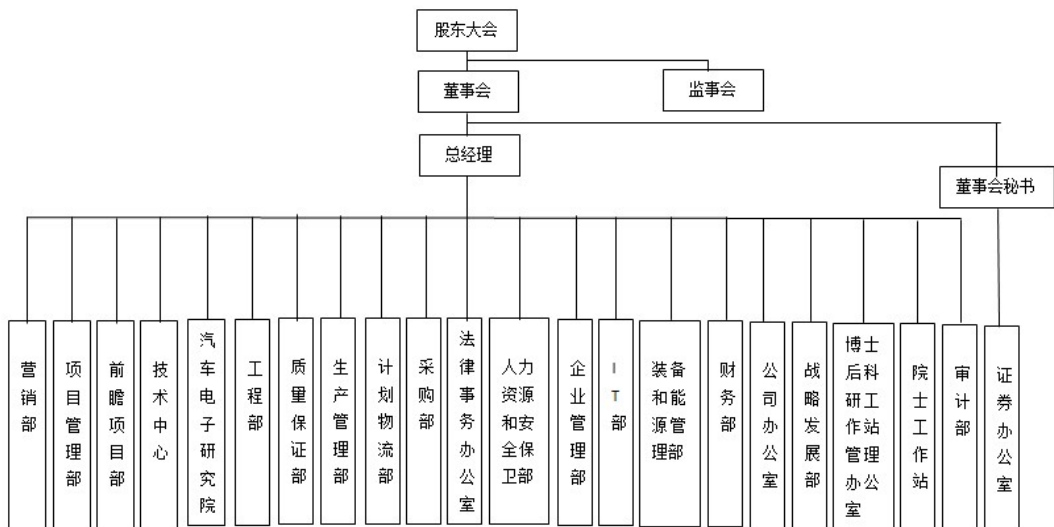 股东大会
董事会
监事会
总经理
董事会秘书
营销部
项目管理部
前瞻项目部
技术中心
汽车电子研究院
工程部
质量保证部
生产管理部
计划物流部
采购部
法律事务办公室
人力资源和安全保卫部
企业管理部
IT部
装备和能源管理部
财务部
公司办公室
战略发展部
博士后科研工作站管理办公室
院士工作站
审计部
证券办公室